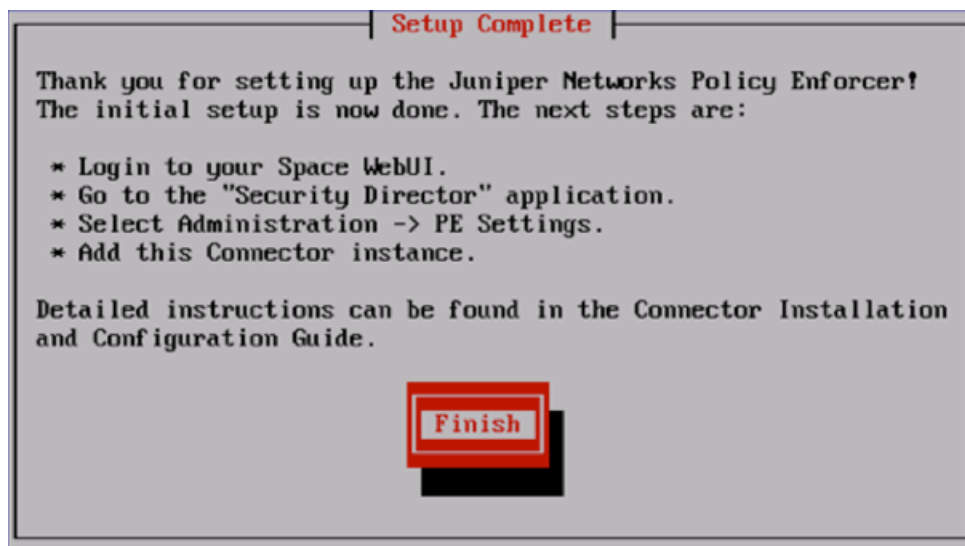 Setup Complete
Thank you for setting up the Juniper Networks Policy Enforcer!
The initial setup is now done. The next steps are:
* Login to your Space WebUI.
* Go to the "Security Director" application.
* Select Administration -> PE Settings.
* Add this Connector instance.
Detailed instructions can be found in the Connector Installation
and Configuration Guide.
Finish